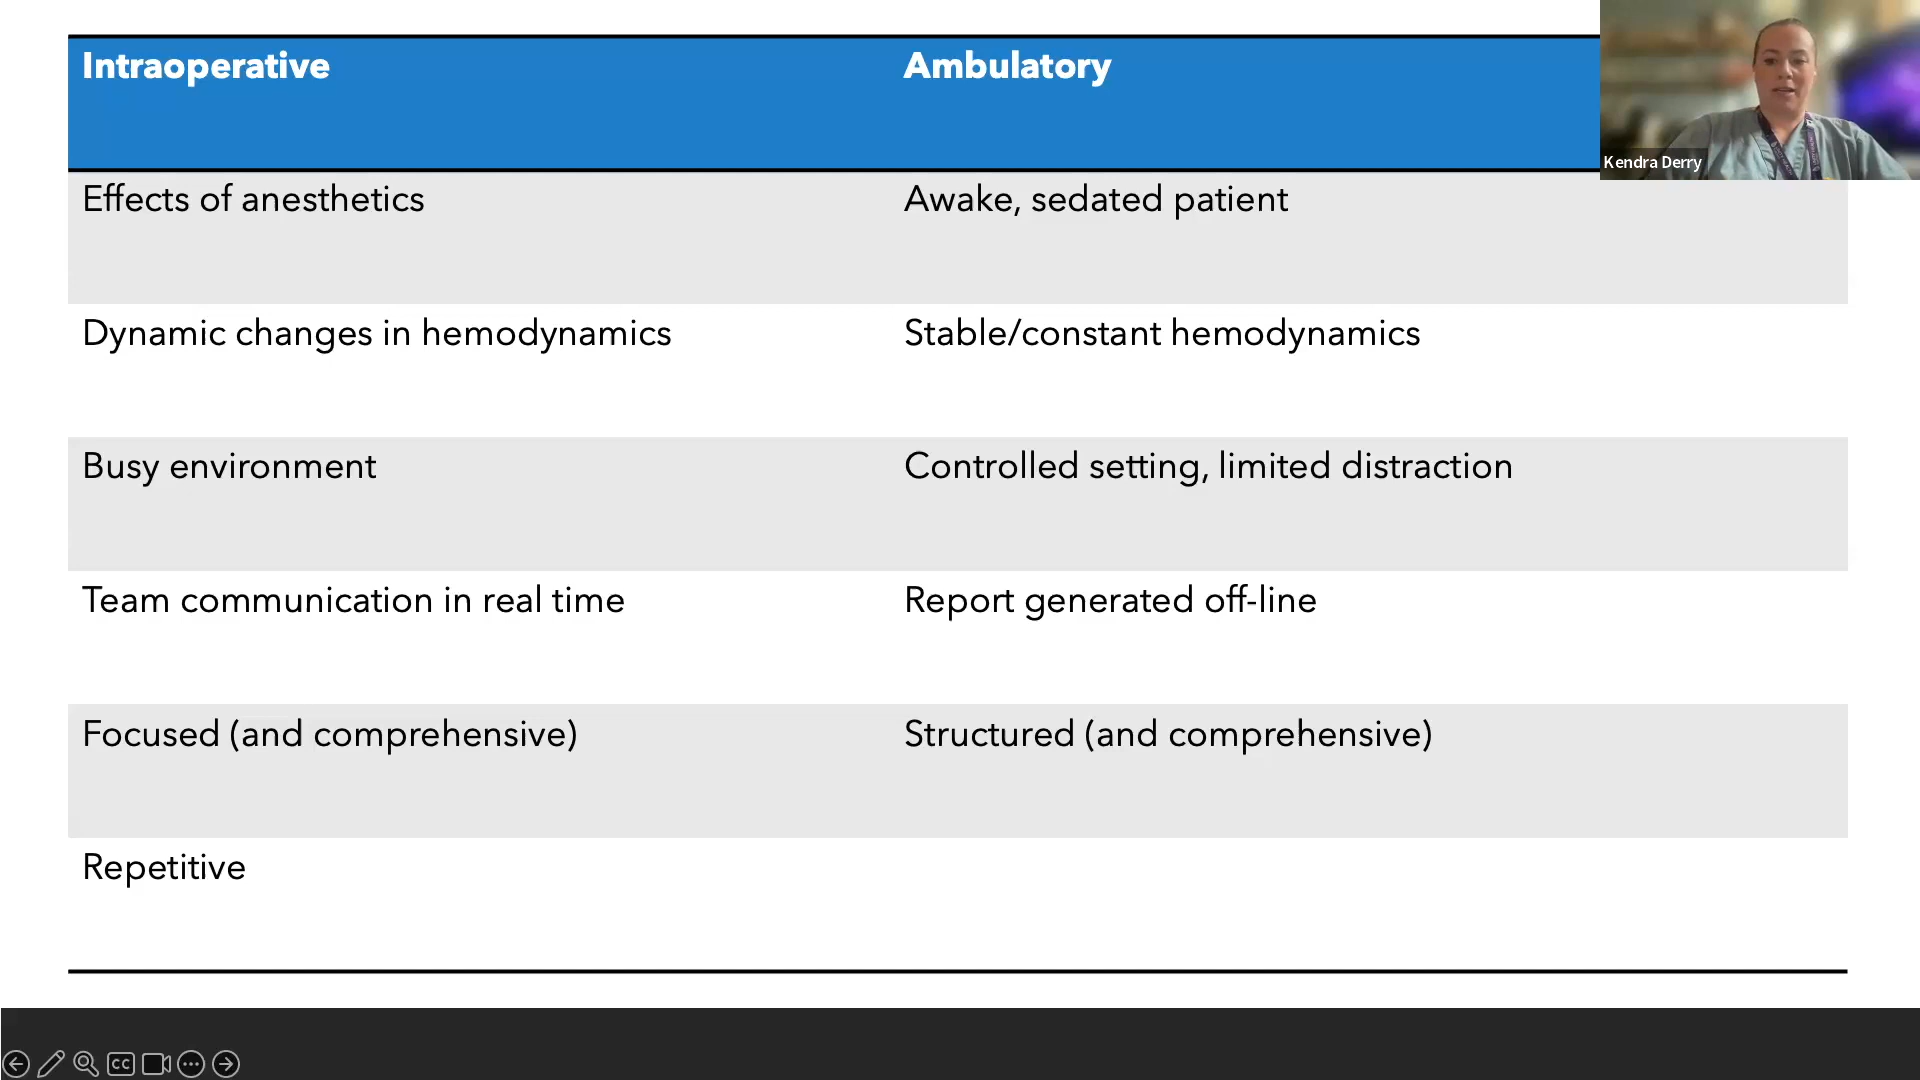 Intraoperative Ambulatory
Kendra Derry
Effects of anesthetics Awake, sedated patient
Dynamic changes in hemodynamics Stable/constant hemodynamics
Busy environment Controlled setting, limited distraction
Team communication in real time Report generated off-line
Focused (and comprehensive) Structured (and comprehensive)
Repetitive
CC